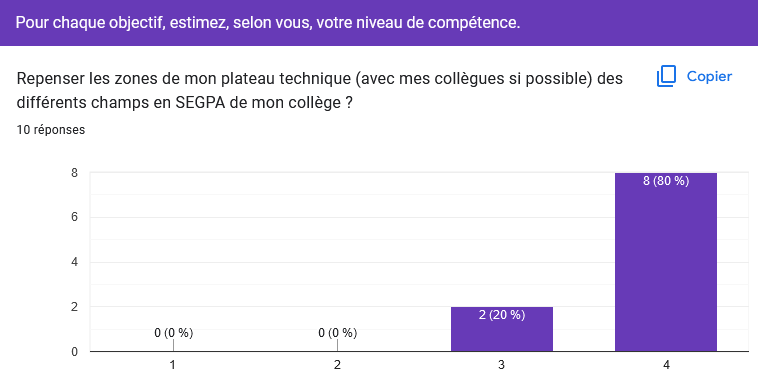 Pour chaque objectif, estimez, selon vous, votre niveau de compétence.
Repenser les zones de mon plateau technique (avec mes collègues si possible) des
différents champs en SEGPA de mon collège ?
Copier
10 réponses
8
6
4
2
0
0 (0 %)
0 (0 %)
2 (20 %)
8 (80 %)
1
2
3
4